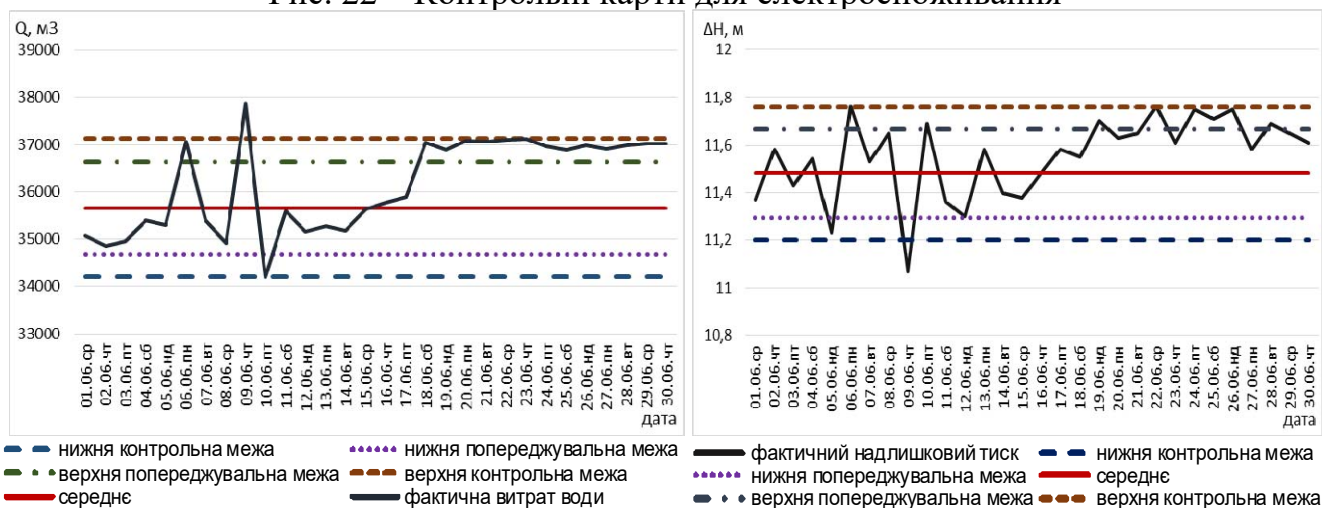 Рис. 22 – Контрольні карти для електроспоживання
Q, м3
39000
38000
37000
36000
35000
34000
33000
01.06.ср
02.06.чт
03.06.пт
04.06.сб
05.06.нд
06.06.пн
07.06.вт
08.06.ср
09.06.чт
10.06.пт
11.06.сб
12.06.нд
13.06.пн
14.06.вт
15.06.ср
16.06.чт
17.06.пт
18.06.сб
19.06.нд
20.06.пн
21.06.вт
22.06.ср
23.06.чт
24.06.пт
25.06.сб
26.06.нд
27.06.пн
28.06.вт
29.06.ср
30.06.чт
дата
нижня контрольна межа
нижня попереджувальна межа
верхня попереджувальна межа
верхня контрольна межа
середнє
фактична витрат води
ΔH, м
12
11,8
11,6
11,4
11,2
11
10,8
01.06.ср
02.06.чт
03.06.пт
04.06.сб
05.06.нд
06.06.пн
07.06.вт
08.06.ср
09.06.чт
10.06.пт
11.06.сб
12.06.нд
13.06.пн
14.06.вт
15.06.ср
16.06.чт
17.06.пт
18.06.сб
19.06.нд
20.06.пн
21.06.вт
22.06.ср
23.06.чт
24.06.пт
25.06.сб
26.06.нд
27.06.пн
28.06.вт
29.06.ср
30.06.чт
дата
фактичний надлишковий тиск
нижня контрольна межа
нижня попереджувальна межа
середнє
верхня попереджувальна межа
верхня контрольна межа